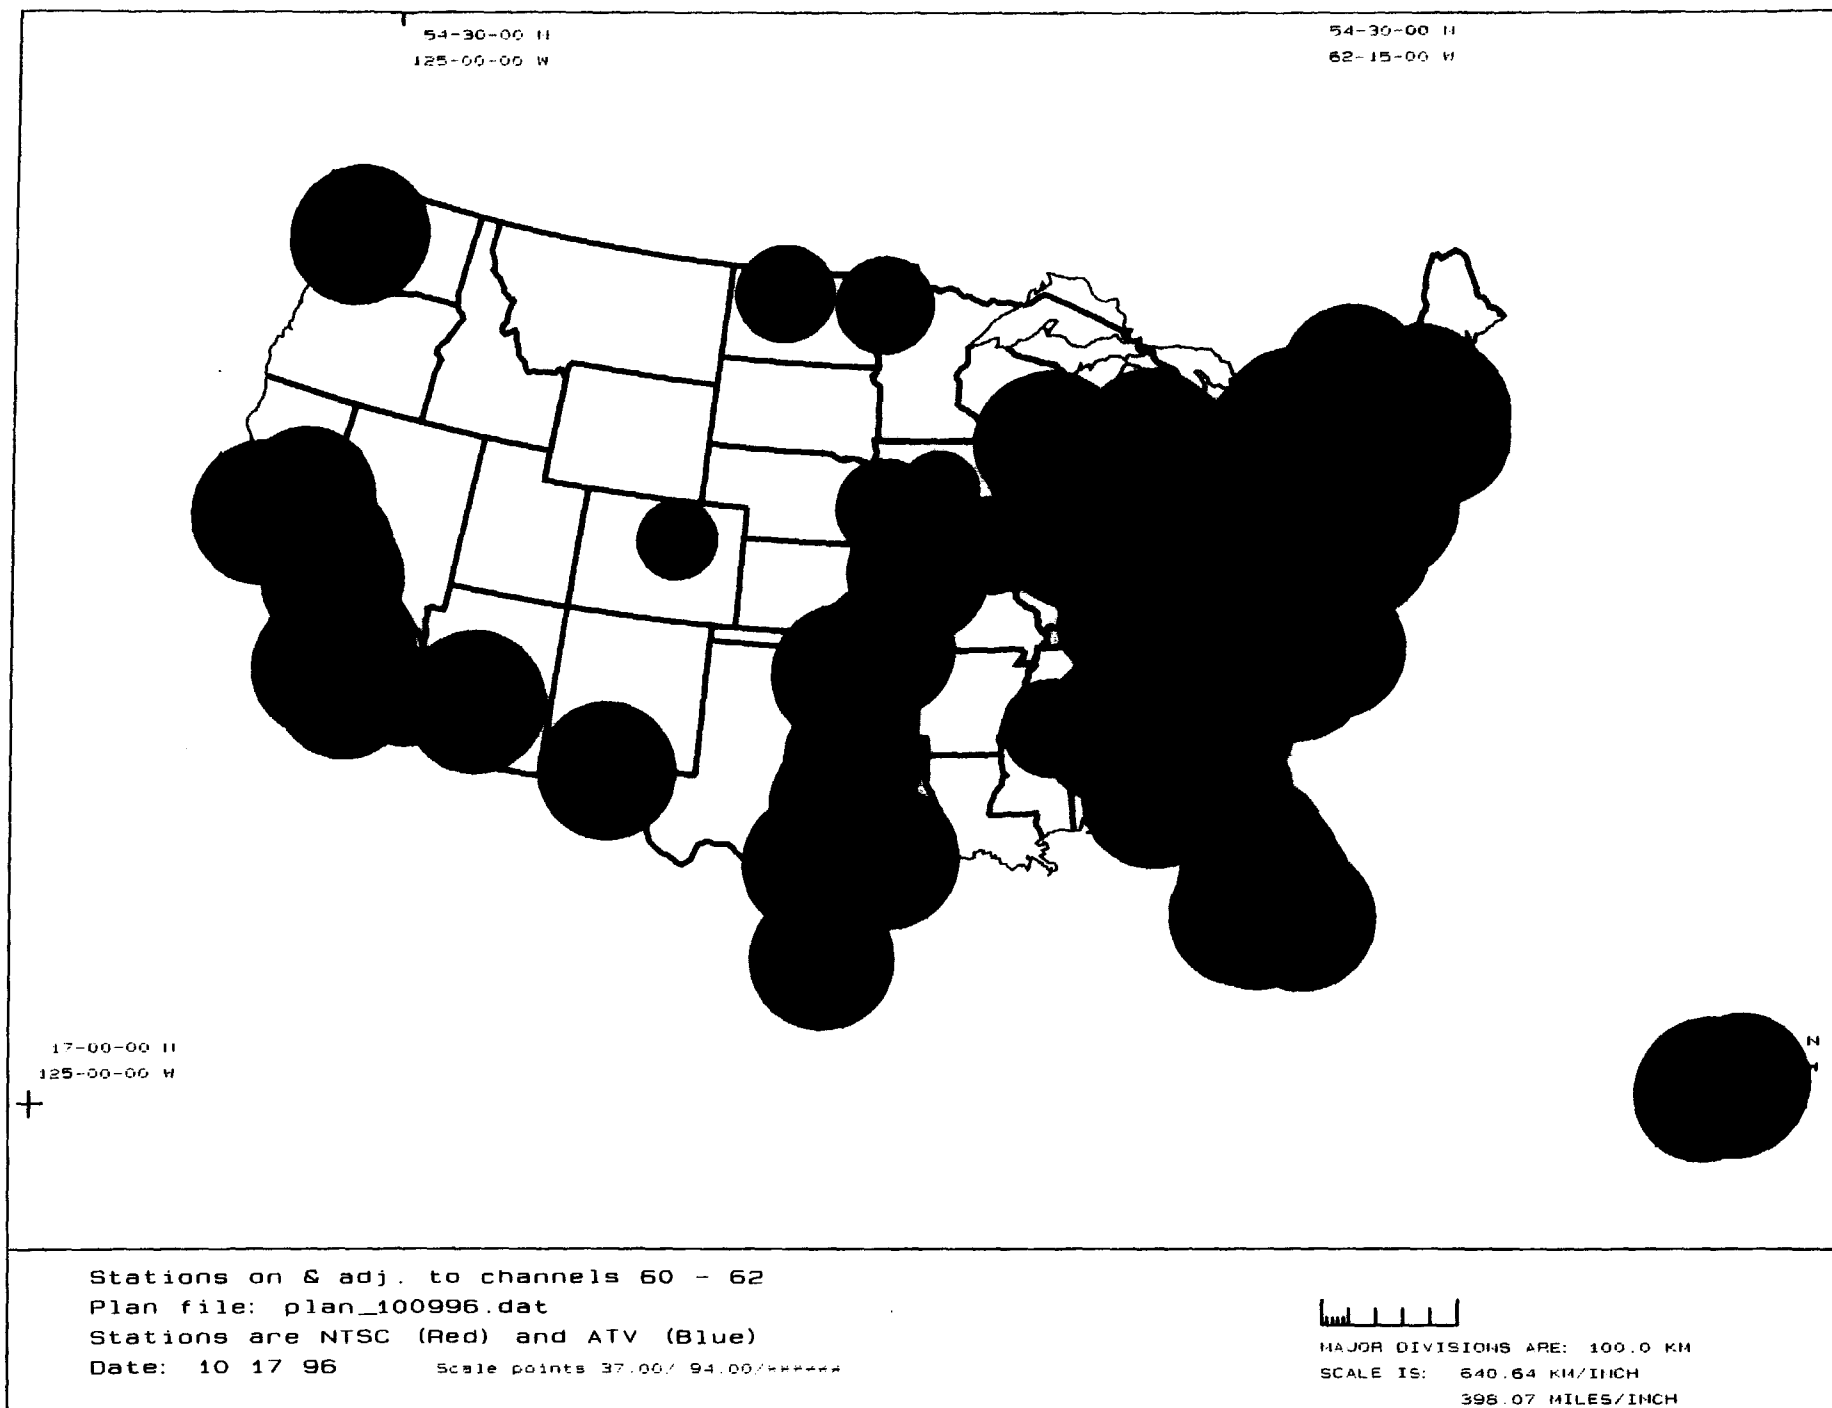 54-30-00 N
125-00-00 W
54-30-00 N
62-15-00 W
17-00-00 N
125-00-00 W
N
Stations on & adj. to channels 60 - 62
Plan file: plan_100996.dat
Stations are NTSC (Red) and ATV (Blue)
Date: 10 17 96 Scale points 37.00/ 94.00/******
MAJOR DIVISIONS ARE: 100.0 KM
SCALE IS: 640.64 KM/INCH
398.07 MILES/INCH